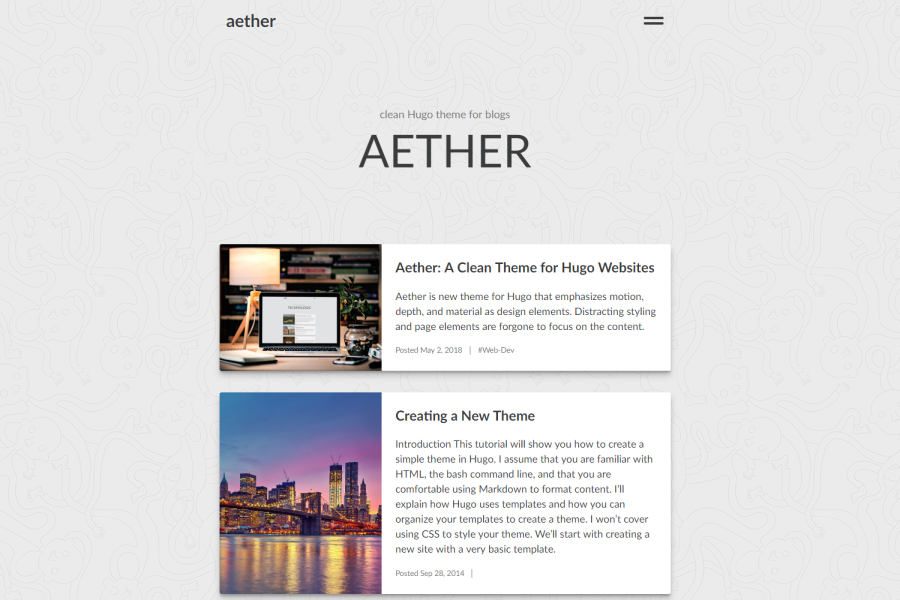 aether
clean Hugo theme for blogs
AETHER
Aether: A Clean Theme for Hugo Websites
Aether is new theme for Hugo that emphasizes motion,
depth, and material as design elements. Distracting styling
and page elements are forgone to focus on the content.
Posted May 2, 2018 | #Web-Dev
Creating a New Theme
Introduction This tutorial will show you how to create a
simple theme in Hugo. I assume that you are familiar with
HTML, the bash command line, and that you are
comfortable using Markdown to format content. I'll
explain how Hugo uses templates and how you can
organize your templates to create a theme. I won't cover
using CSS to style your theme. We'll start with creating a
new site with a very basic template.
Posted Sep 28, 2014 |